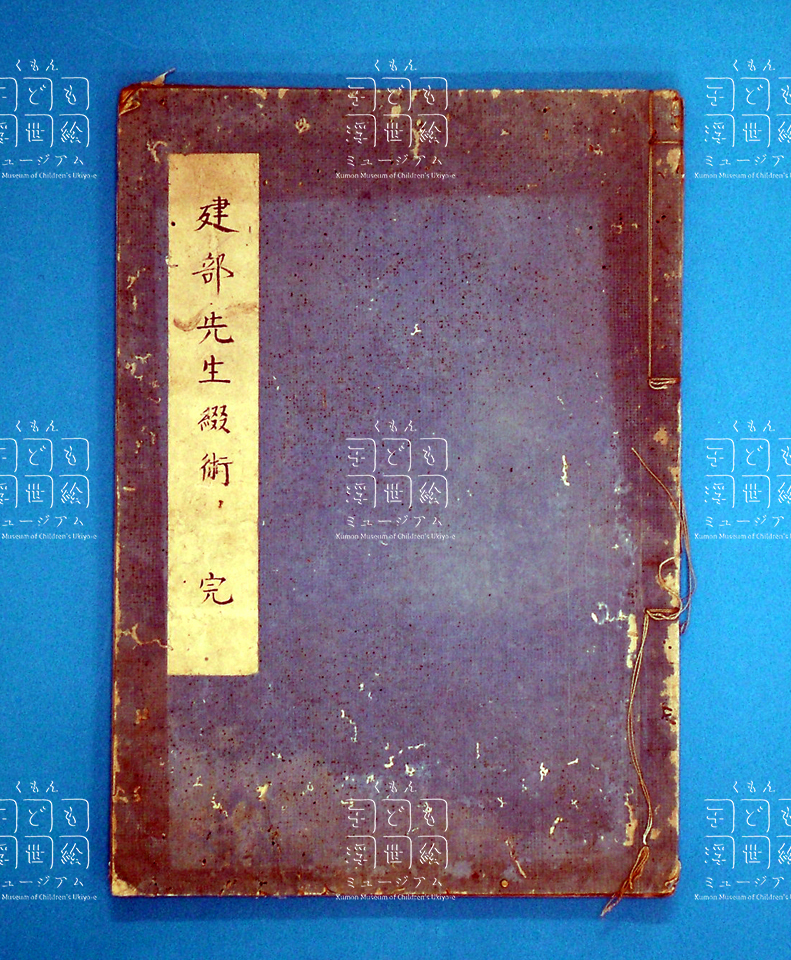 建部先生綴術
完
くもん
子ども
浮世絵
ミュージアム
Kumon Museum of Children's Ukiyo-e